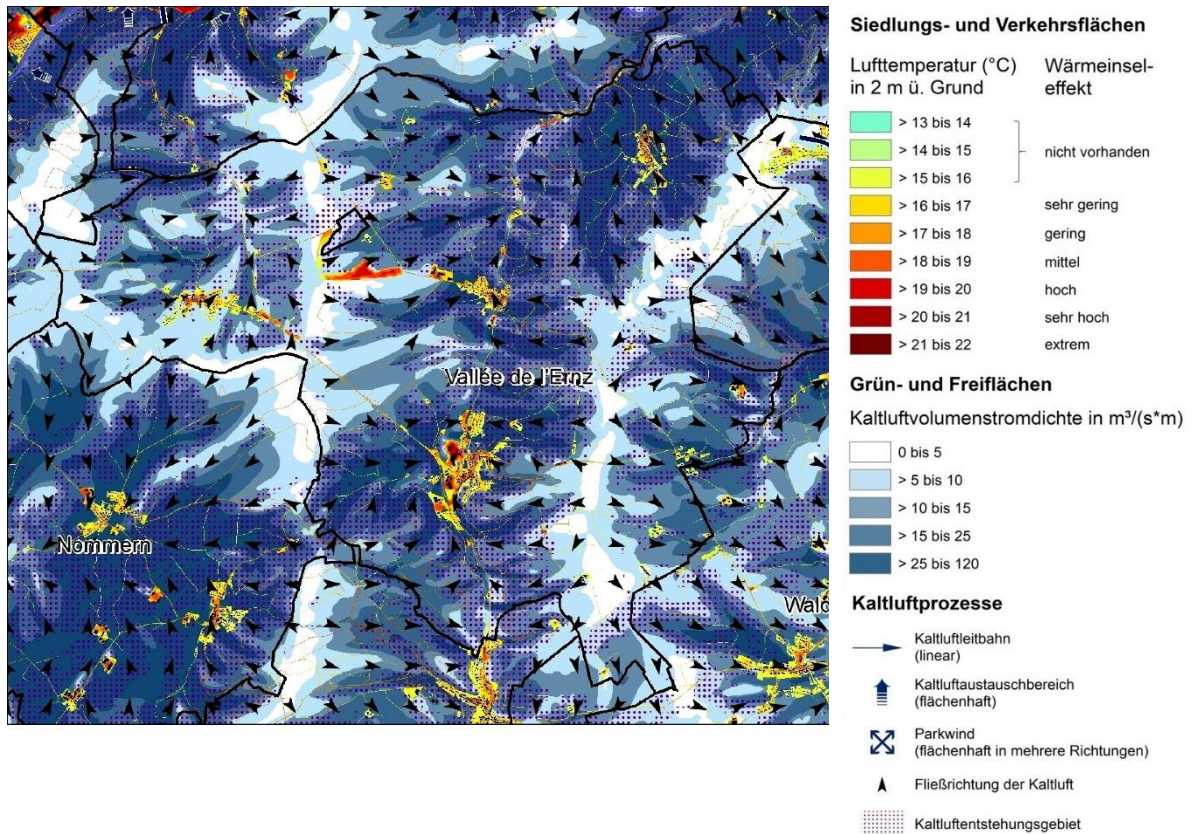 Vallée de l'Ernz
Nommern
Wald
Siedlungs- und Verkehrsflächen
Lufttemperatur (°C)
in 2 m ü. Grund
Wärmeinsel-
effekt
> 13 bis 14
> 14 bis 15
nicht vorhanden
> 15 bis 16
> 16 bis 17 sehr gering
> 17 bis 18 gering
> 18 bis 19 mittel
> 19 bis 20 hoch
> 20 bis 21 sehr hoch
> 21 bis 22 extrem
Grün- und Freiflächen
Kaltluftvolumenstromdichte in m³/(s*m)
0 bis 5
> 5 bis 10
> 10 bis 15
> 15 bis 25
> 25 bis 120
Kaltluftprozesse
Kaltluftleitbahn
(linear)
Kaltluftaustauschbereich
(flächenhaft)
Parkwind
(flächenhaft in mehrere Richtungen)
Fließrichtung der Kaltluft
Kaltluftentstehungsgebiet